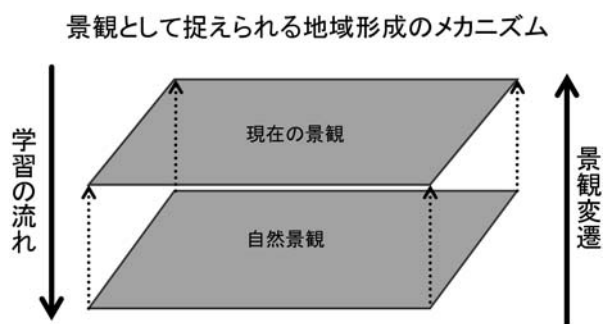 景観として捉えられる地域形成のメカニズム
学習の流れ
現在の景観
自然景観
景観変遷